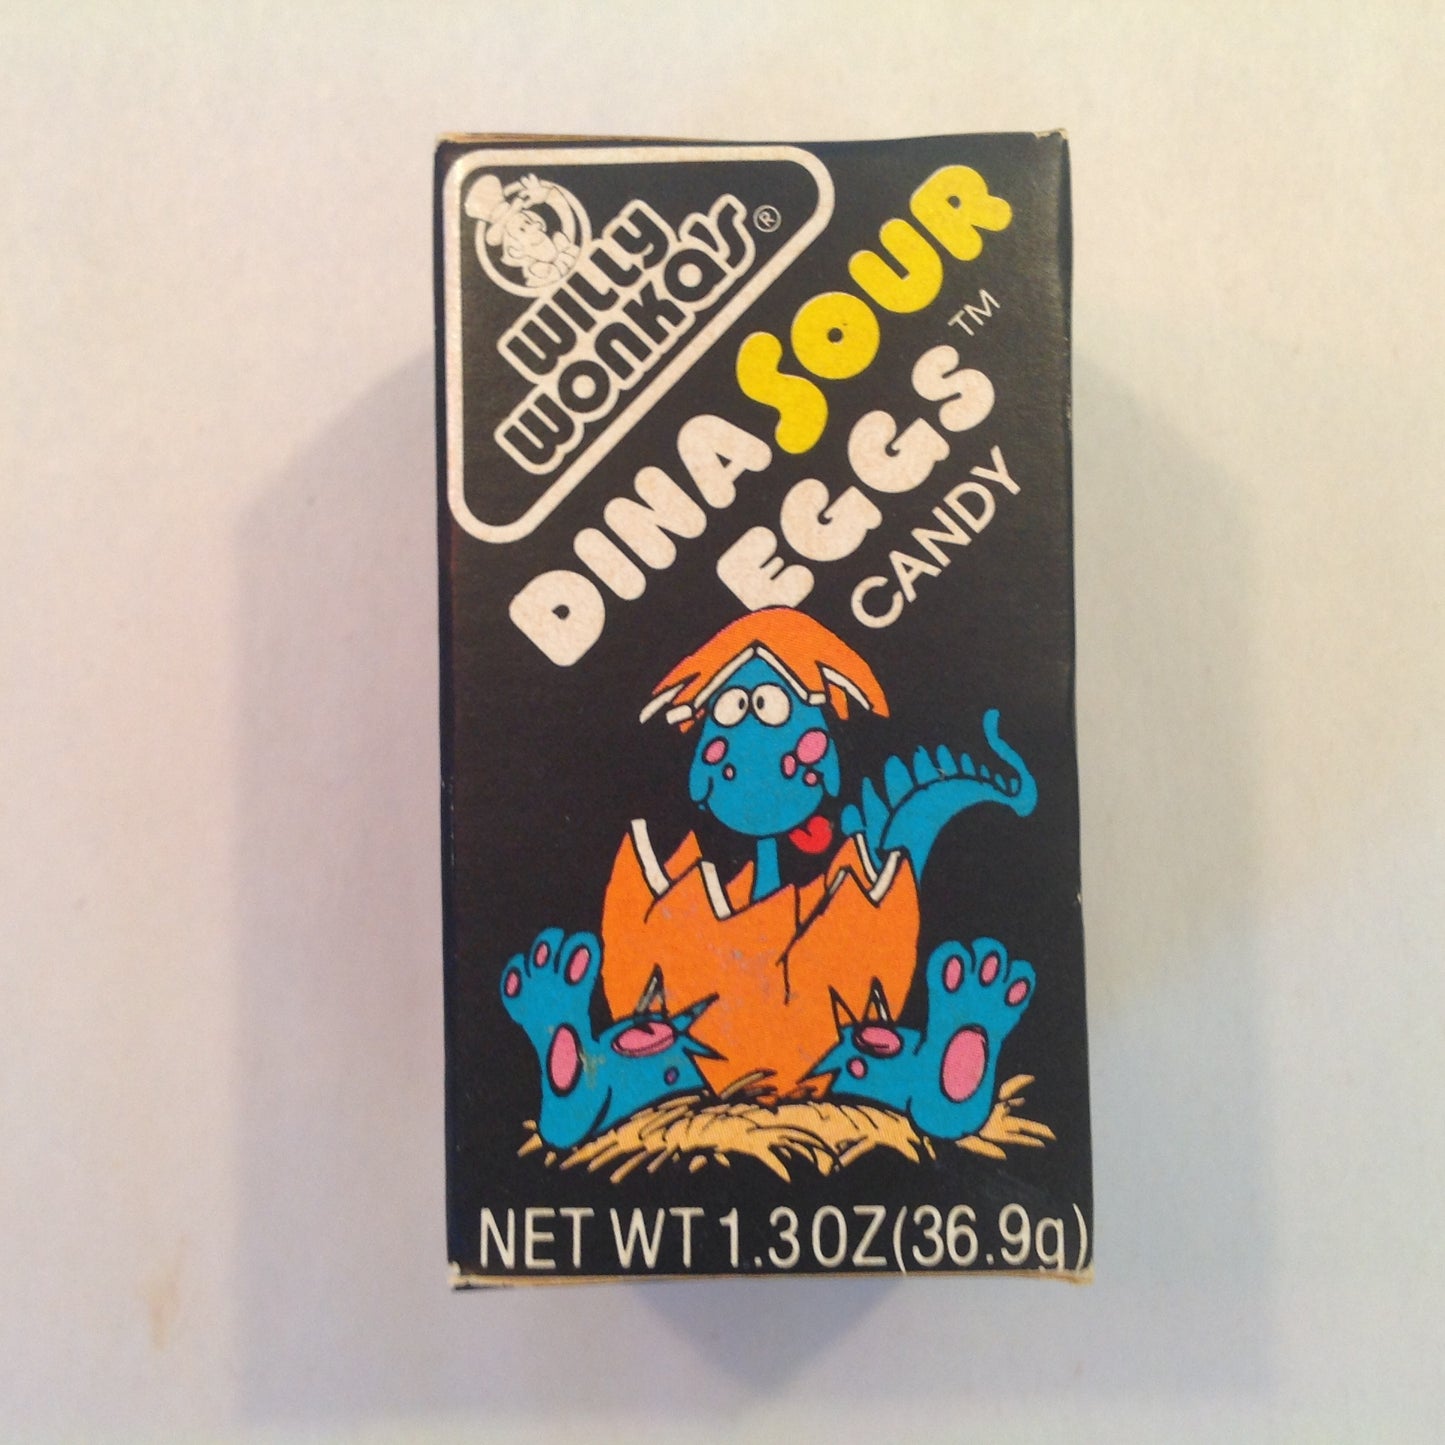 Willy
Wonka's®
DINASOUR
EGGS™
CANDY
NET WT 1.3 OZ (36.9g)